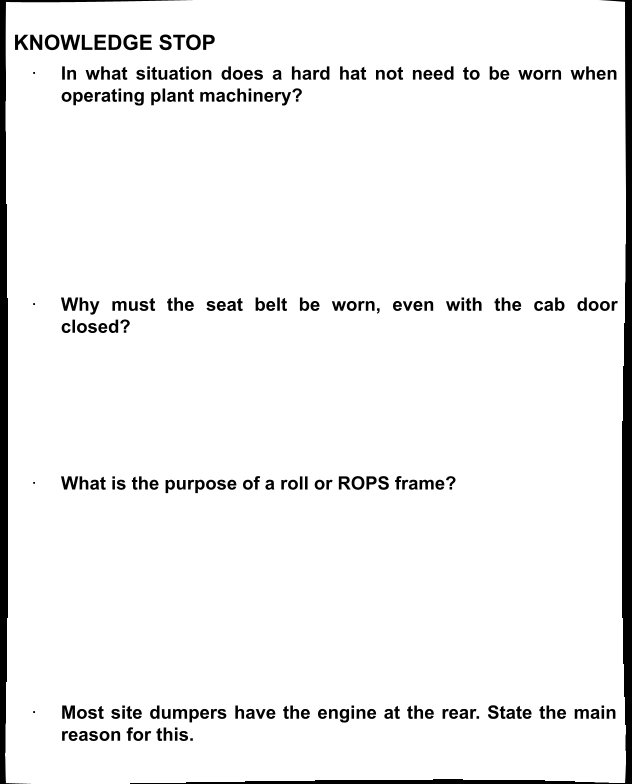 KNOWLEDGE STOP
· In what situation does a hard hat not need to be worn when
operating plant machinery?
· Why must the seat belt be worn, even with the cab door
closed?
· What is the purpose of a roll or ROPS frame?
· Most site dumpers have the engine at the rear. State the main
reason for this.